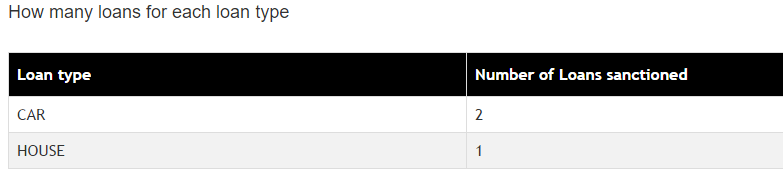 How many loans for each loan type
Loan type Number of Loans sanctioned
CAR 2
HOUSE 1